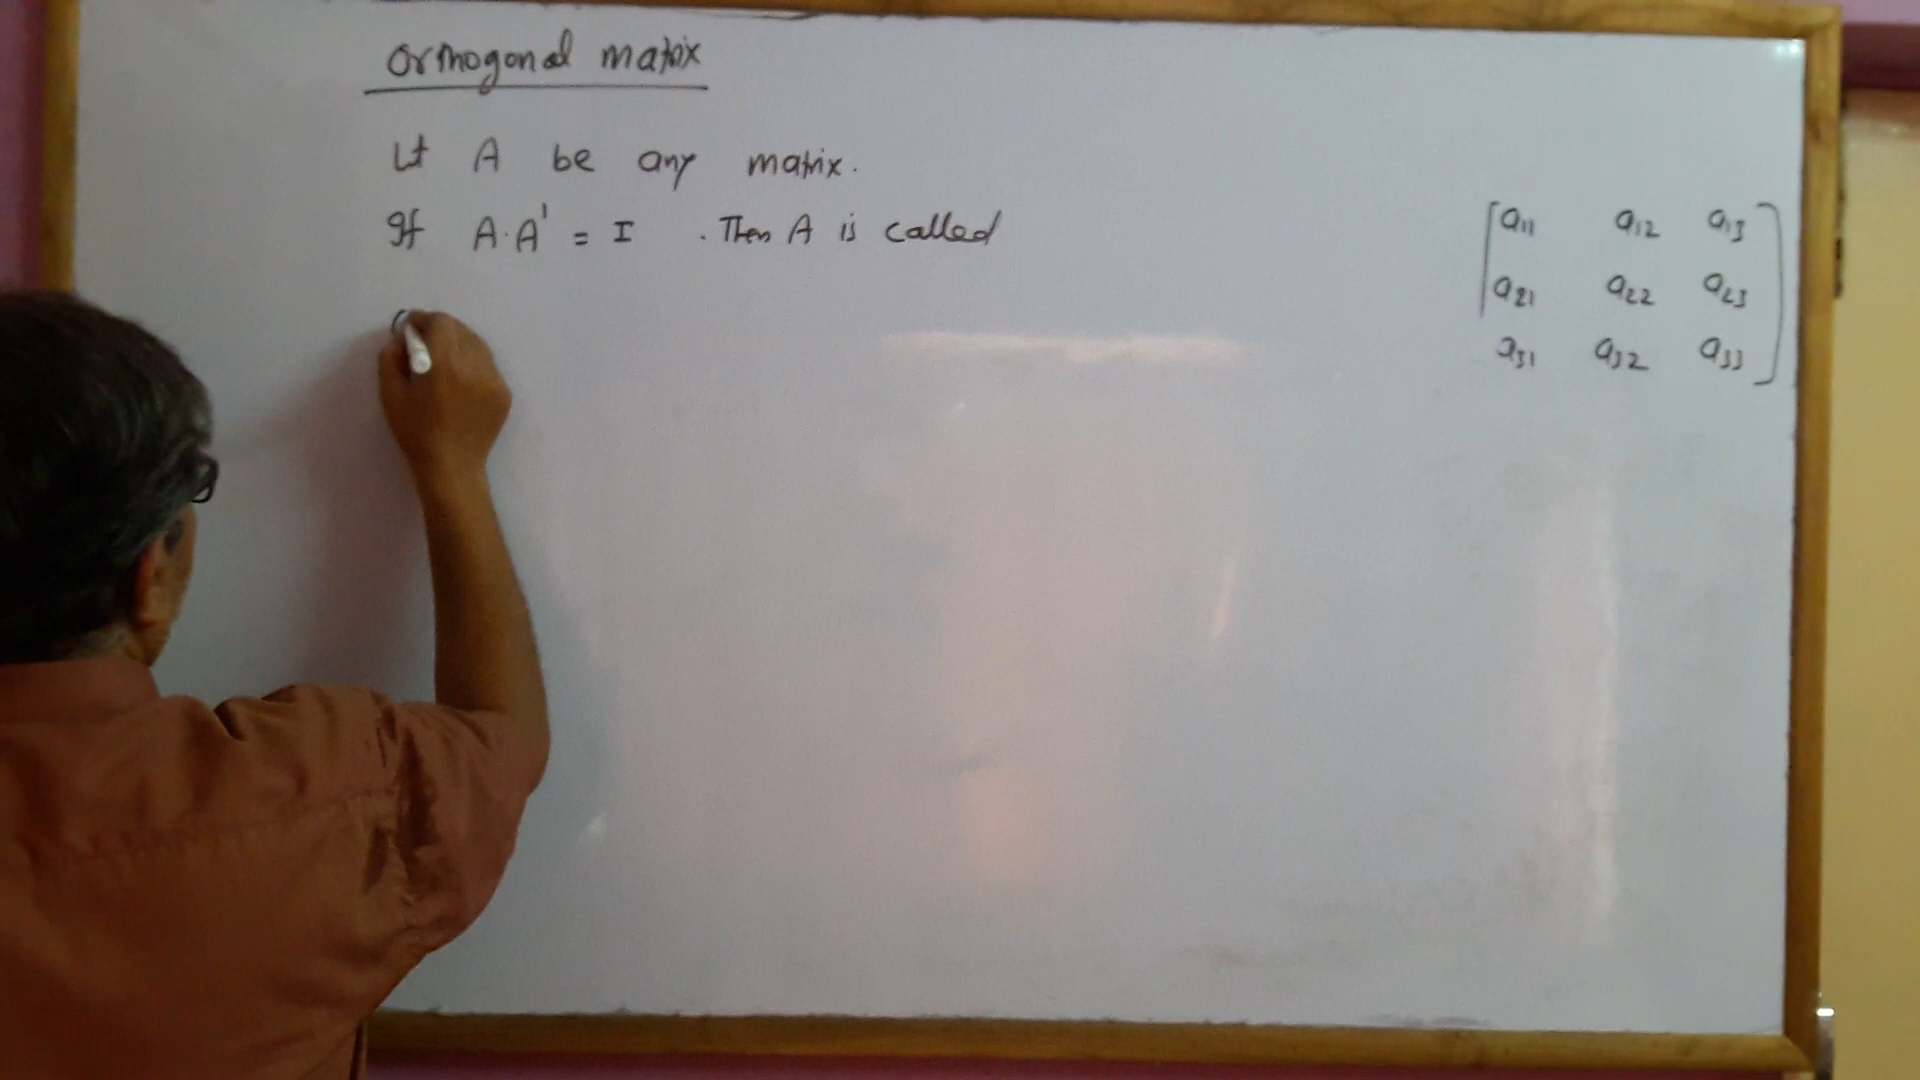 Orthogonal matrix
Let A be any matrix.
If A·A' = I . Then A is called
a11 a12 a13
a21 a22 a23
a31 a32 a33